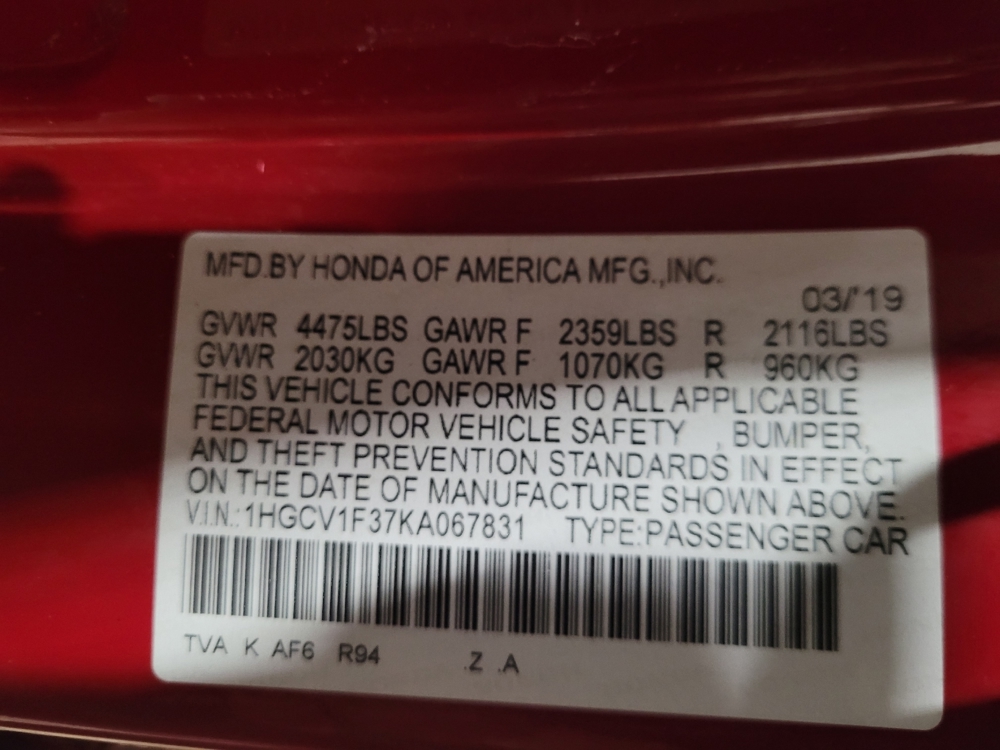 MFD.BY HONDA OF AMERICA MFG.,INC.
03/'19
GVWR 4475LBS GAWR F 2359LBS R 2116LBS
GVWR 2030KG GAWR F 1070KG R 960KG
THIS VEHICLE CONFORMS TO ALL APPLICABLE
FEDERAL MOTOR VEHICLE SAFETY , BUMPER,
AND THEFT PREVENTION STANDARDS IN EFFECT
ON THE DATE OF MANUFACTURE SHOWN ABOVE.
V.I.N.:1HGCV1F37KA067831 TYPE:PASSENGER CAR
TVA K AF6 R94 .Z .A